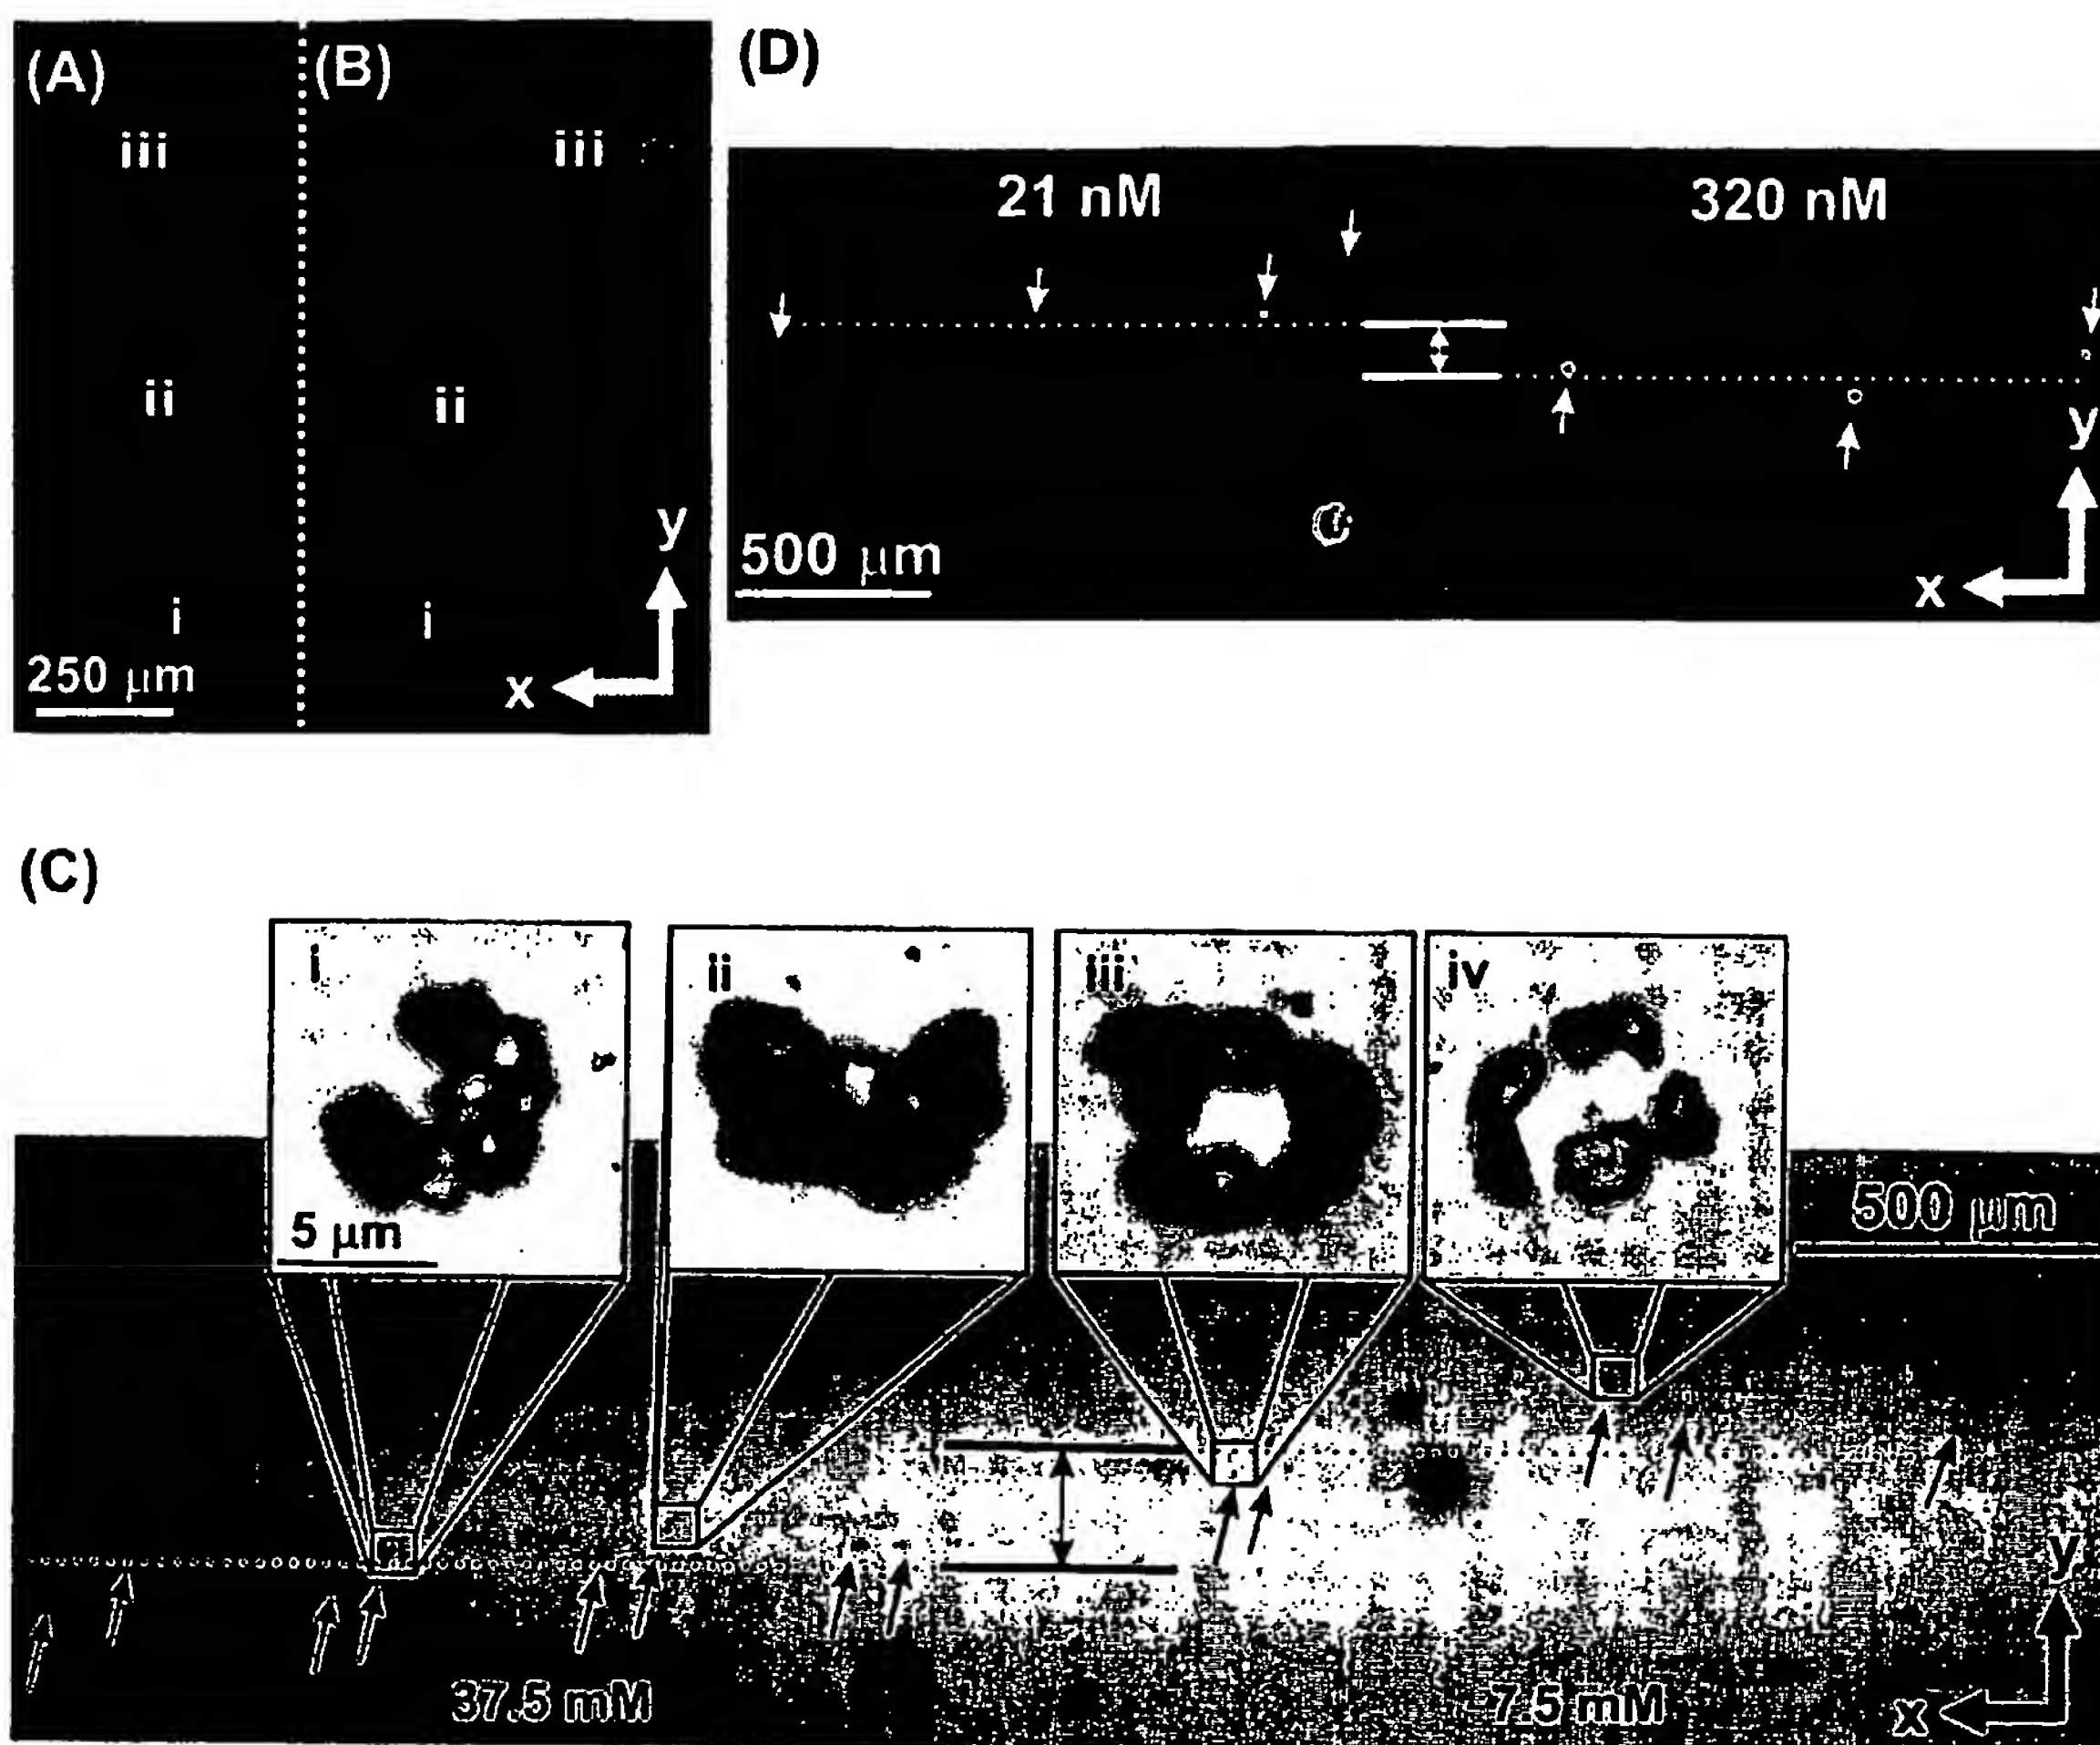 (A)
(B)
iii
iii
ii
ii
i
i
250 μm
y
x
(D)
21 nM
320 nM
500 μm
y
x
(C)
i
ii
iii
iv
5 μm
500 μm
37.5 mM
7.5 mM
y
x